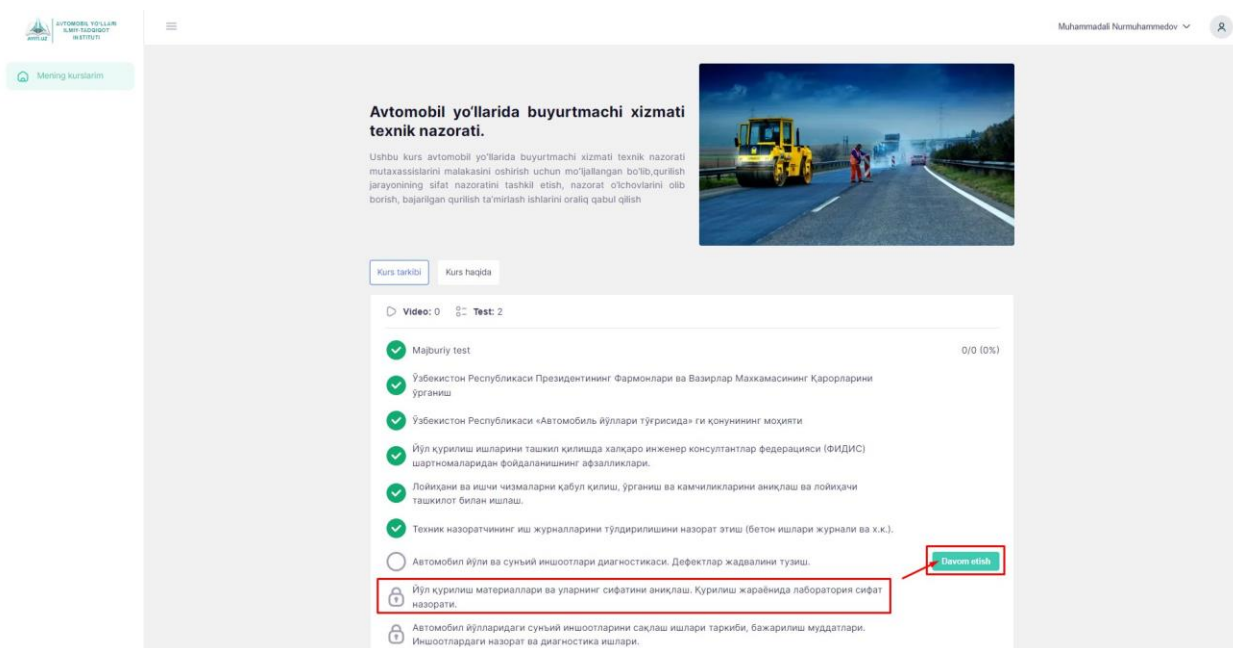 AVTOMOBIL YO'LLARI
ILMIY-TADQIQOT
INSTITUTI
Muhammadali Nurmuhammedov
Mening kurslarim
Avtomobil yo'llarida buyurtmachi xizmati
texnik nazorati.
Ushbu kurs avtomobil yo'llarida buyurtmachi xizmati texnik nazorati
mutaxassislarini malakasini oshirish uchun mo'ljallangan bo'lib,qurilish
jarayonining sifat nazoratini tashkil etish, nazorat o'lchovlarini olib
borish, bajarilgan qurilish ta'mirlash ishlarini oraliq qabul qilish
Kurs tarkibi
Kurs haqida
Video: 0 Test: 2
Majburiy test 0/0 (0%)
Ўзбекистон Республикаси Президентининг Фармонлари ва Вазирлар Махкамасининг Қарорларини
ўрганиш
Ўзбекистон Республикаси «Автомобиль йўллари тўғрисида» ги қонунининг моҳияти
Йўл қурилиш ишларини ташкил қилишда халқаро инженер консултантлар федерацияси (ФИДИС)
шартномаларидан фойдаланишнинг афзалликлари.
Лойиҳани ва ишчи чизмаларни қабул қилиш, ўрганиш ва камчиликларини аниқлаш ва лойиҳачи
ташкилот билан ишлаш.
Техник назоратчининг иш журналларини тўлдирилишини назорат этиш (бетон ишлари журнали ва х.к.).
Автомобил йўли ва сунъий иншоотлари диагностикаси. Дефектлар жадвалини тузиш. Davom etish
Йўл қурилиш материаллари ва уларнинг сифатини аниқлаш. Қурилиш жараёнида лаборатория сифат
назорати.
Автомобил йўлларидаги сунъий иншоотларини сақлаш ишлари таркиби, бажарилиш муддатлари.
Иншоотлардаги назорат ва диагностика ишлари.